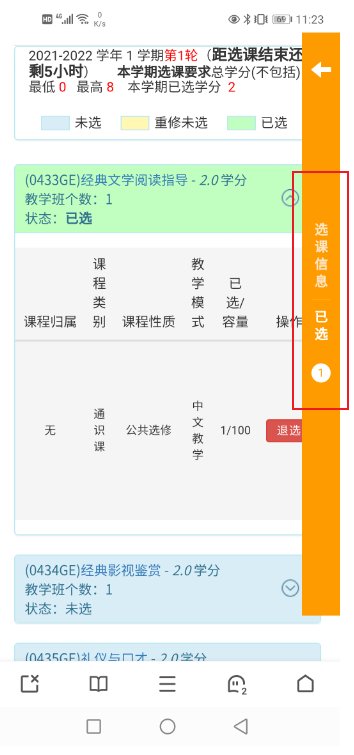 HD 4G 0 K/s 69 11:23
2021-2022 学年 1 学期第1轮（距选课结束还
剩5小时） 本学期选课要求总学分(不包括)
最低 0 最高 8 本学期已选学分 2
未选 重修未选 已选
(0433GE)经典文学阅读指导 - 2.0 学分
教学班个数：1
状态：已选
课程归属 课程类别 课程性质 教学模式 已选/容量 操作
无 通识课 公共选修 中文教学 1/100 退选
(0434GE)经典影视鉴赏 - 2.0 学分
教学班个数：1
状态：未选
(0435GE)礼仪与口才 - 2.0 学分
选课信息
已选
1
2